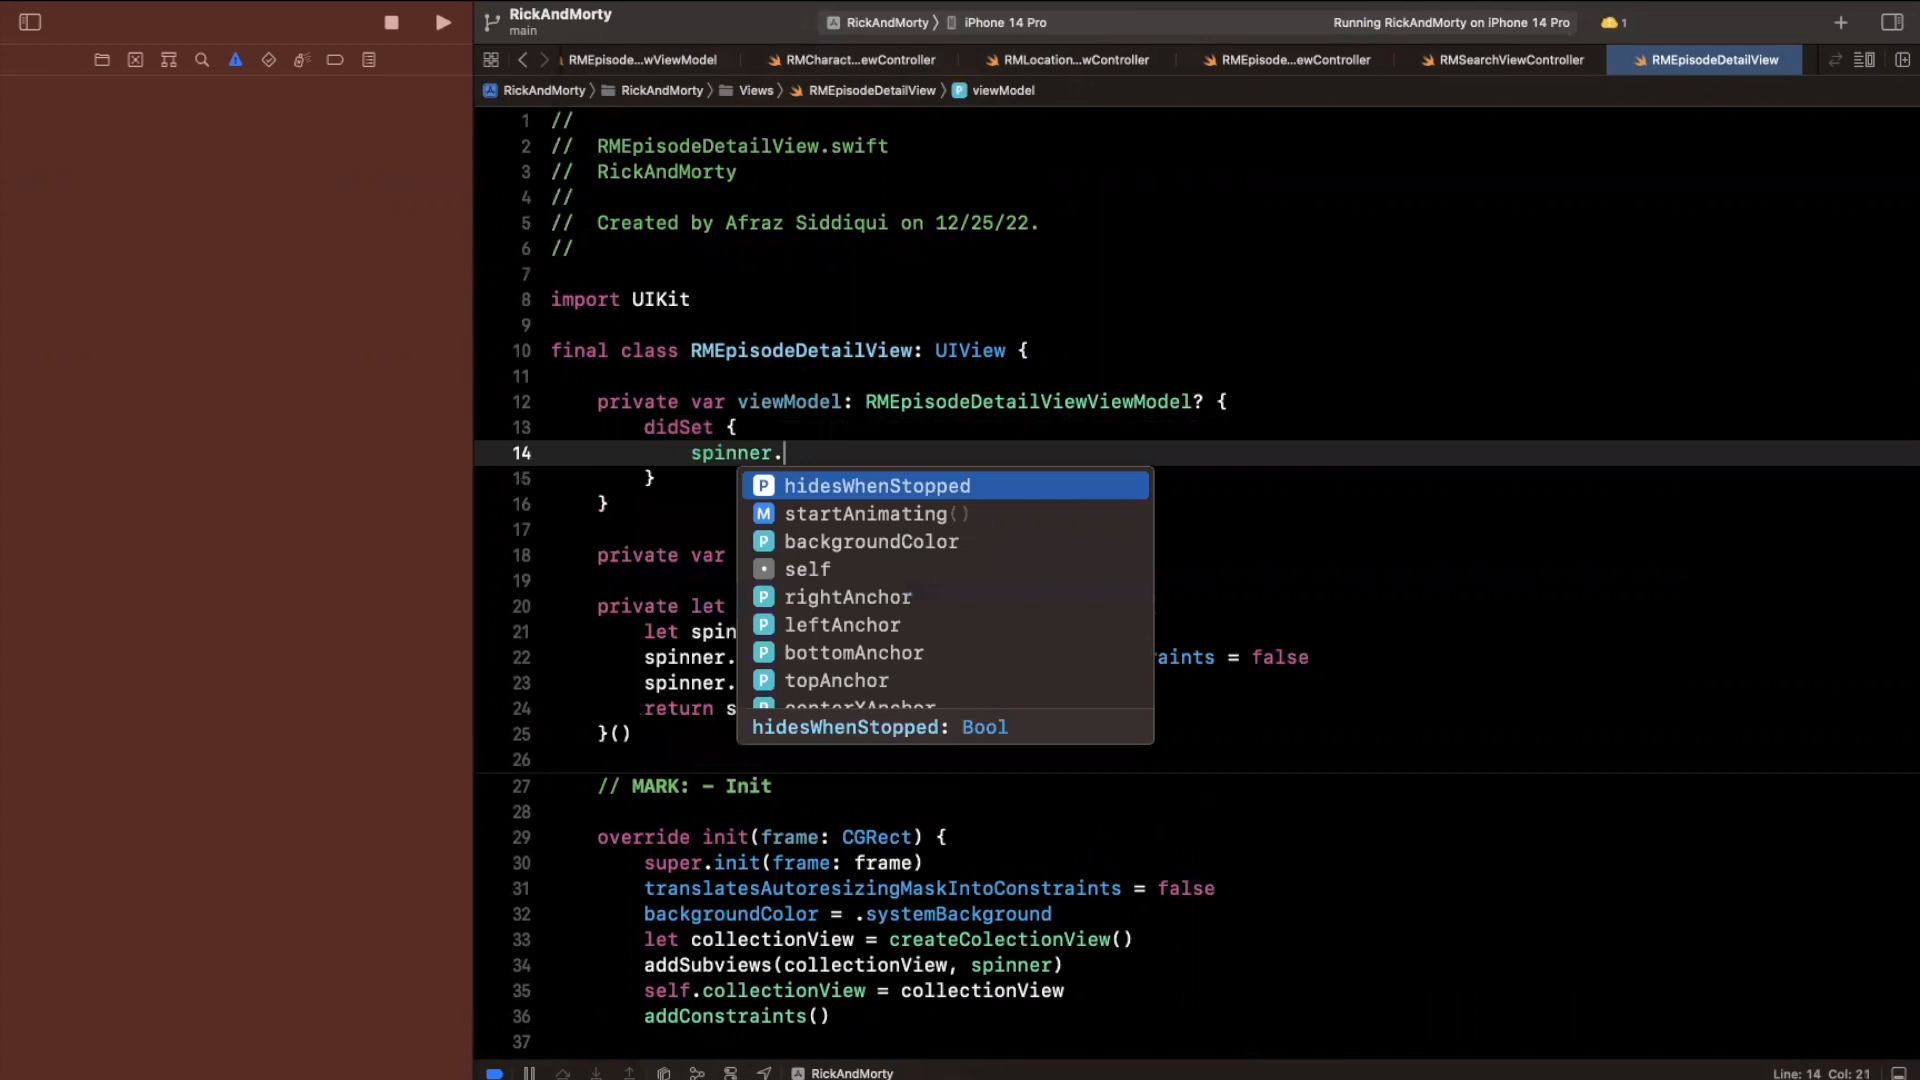 RickAndMorty
main
RickAndMorty 〉 iPhone 14 Pro
Running RickAndMorty on iPhone 14 Pro
1
RMEpisode...wViewModel
RMCharact...ewController
RMLocation...wController
RMEpisode...ewController
RMSearchViewController
RMEpisodeDetailView
RickAndMorty 〉 RickAndMorty 〉 Views 〉 RMEpisodeDetailView 〉 P viewModel
1 //
2 //  RMEpisodeDetailView.swift
3 //  RickAndMorty
4 //
5 //  Created by Afraz Siddiqui on 12/25/22.
6 //
7
8 import UIKit
9
10 final class RMEpisodeDetailView: UIView {
11
12 private var viewModel: RMEpisodeDetailViewViewModel? {
13 didSet {
14 spinner.
15 }
P hidesWhenStopped
16 }
M startAnimating()
17
P backgroundColor
18 private var
self
19
P rightAnchor
20 private let
P leftAnchor
21 let spin
P bottomAnchor
22 spinner. aints = false
P topAnchor
23 spinner.
24 return s
hidesWhenStopped: Bool
25 }()
26
27 // MARK: - Init
28
29 override init(frame: CGRect) {
30 super.init(frame: frame)
31 translatesAutoresizingMaskIntoConstraints = false
32 backgroundColor = .systemBackground
33 let collectionView = createColectionView()
34 addSubviews(collectionView, spinner)
35 self.collectionView = collectionView
36 addConstraints()
37
RickAndMorty
Line: 14 Col: 21